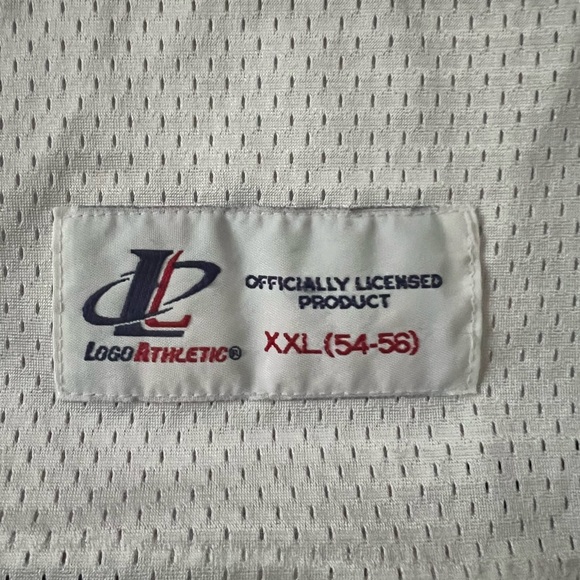 OFFICIALLY LICENSED
PRODUCT
XXL(54-56)
LOGO ATHLETIC®